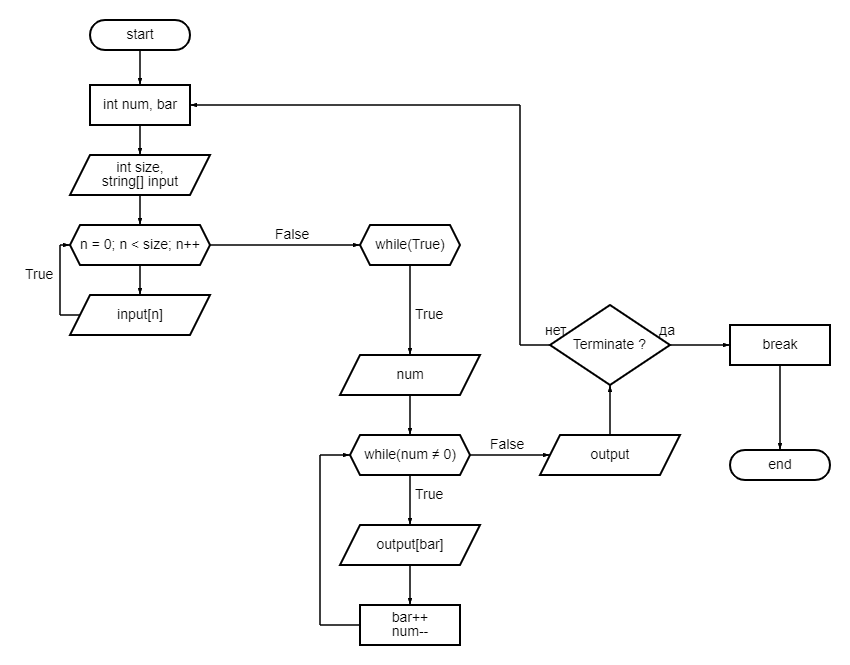 start
int num, bar
int size,
string[] input
n = 0; n < size; n++
False
while(True)
True
input[n]
True
нет
Terminate ?
да
break
num
while(num ≠ 0)
False
output
end
True
output[bar]
bar++
num--